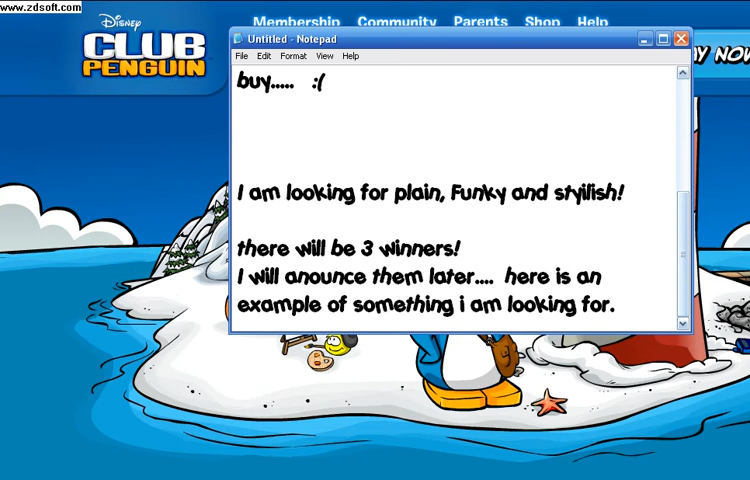 www.zdsoft.com
Disney
CLUB
PENGUIN
Membership Community Parents Shop Help
Untitled - Notepad
File Edit Format View Help
NOW
buy..... :(
I am looking for plain, Funky and styilish!
there will be 3 winners!
I will anounce them later.... here is an
example of something i am looking for.